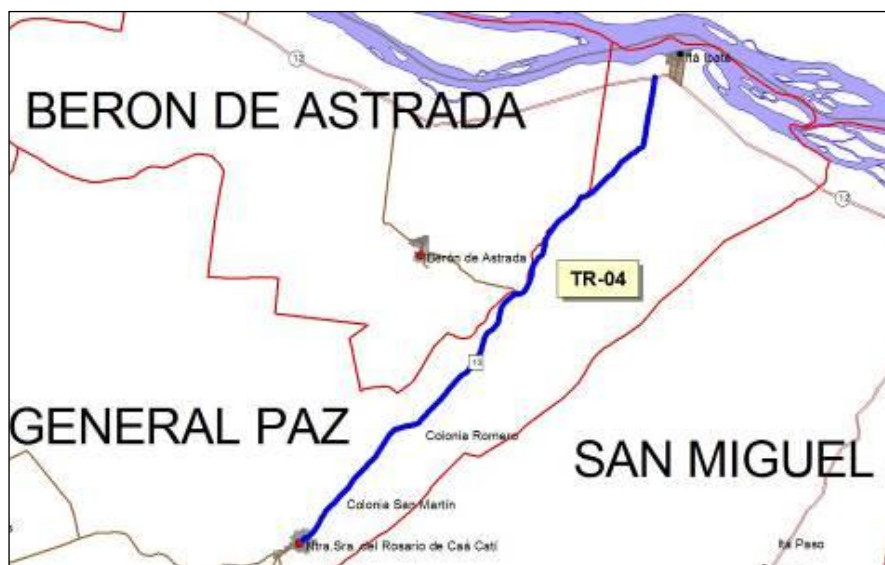 12
Itá Ibaté
BERON DE ASTRADA
12
Berón de Astrada
TR-04
13
GENERAL PAZ
Colonia Romero
SAN MIGUEL
Colonia San Martín
Ntra.Sra. del Rosario de Caá Catí
Itá Paso